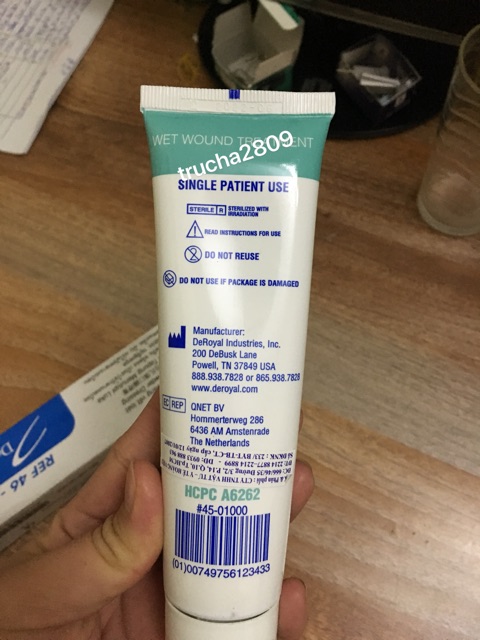 WET WOUND TREATMENT
trucha2809
SINGLE PATIENT USE
STERILE R STERILIZED WITH
IRRADIATION
READ INSTRUCTIONS FOR USE
DO NOT REUSE
DO NOT USE IF PACKAGE IS DAMAGED
Manufacturer:
DeRoyal Industries, Inc.
200 DeBusk Lane
Powell, TN 37849 USA
888.938.7828 or 865.938.7828
www.deroyal.com
EC REP QNET BV
Hommerterweg 286
6436 AM Amstenrade
The Netherlands
HCPC A6262
#45-01000
(01)00749756123433
REF 46-